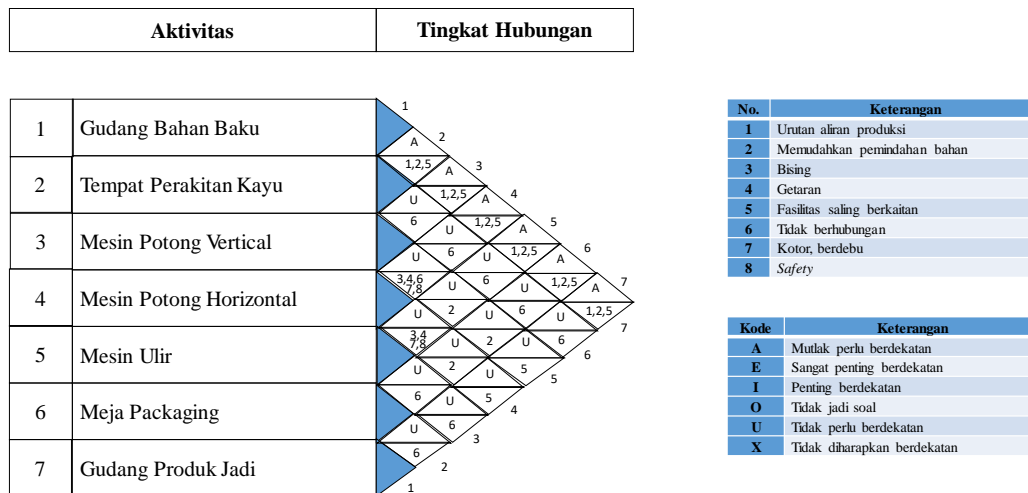 Aktivitas Tingkat Hubungan
1 Gudang Bahan Baku
2 Tempat Perakitan Kayu
3 Mesin Potong Vertical
4 Mesin Potong Horizontal
5 Mesin Ulir
6 Meja Packaging
7 Gudang Produk Jadi
1
A 2
1,2,5 A 3
U 1,2,5 A 4
6 U 1,2,5 A 5
U 6 U 1,2,5 A 6
3,4,6 U 6 U 1,2,5 A 7
7,8
U 2 U 6 U 1,2,5 7
3,4 U 2 U 6 6
7,8
U 2 U 5 5
6 U 5 4
U 6 3
6 2
1
No. Keterangan
1 Urutan aliran produksi
2 Memudahkan pemindahan bahan
3 Bising
4 Getaran
5 Fasilitas saling berkaitan
6 Tidak berhubungan
7 Kotor, berdebu
8 Safety
Kode Keterangan
A Mutlak perlu berdekatan
E Sangat penting berdekatan
I Penting berdekatan
O Tidak jadi soal
U Tidak perlu berdekatan
X Tidak diharapkan berdekatan